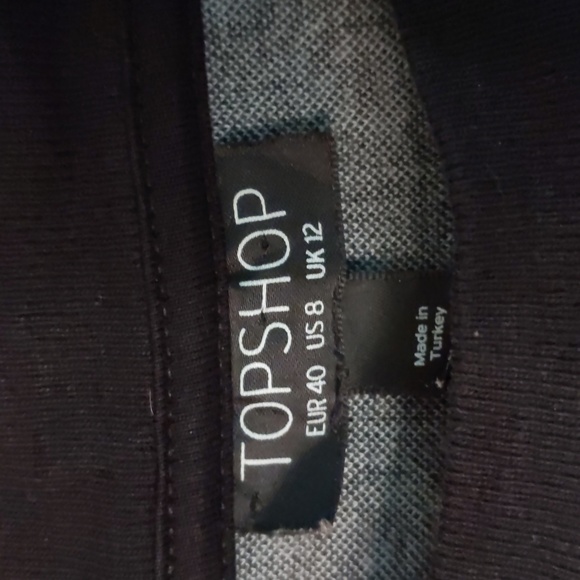 TOPSHOP
EUR 40 US 8 UK 12
Made in
Turkey